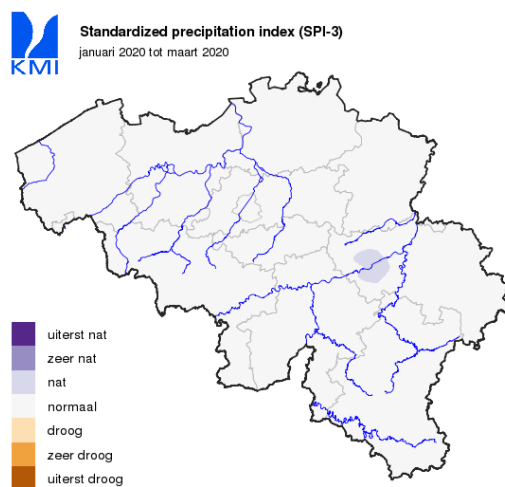 Standardized precipitation index (SPI-3)
januari 2020 tot maart 2020
KMI
uiterst nat
zeer nat
nat
normaal
droog
zeer droog
uiterst droog